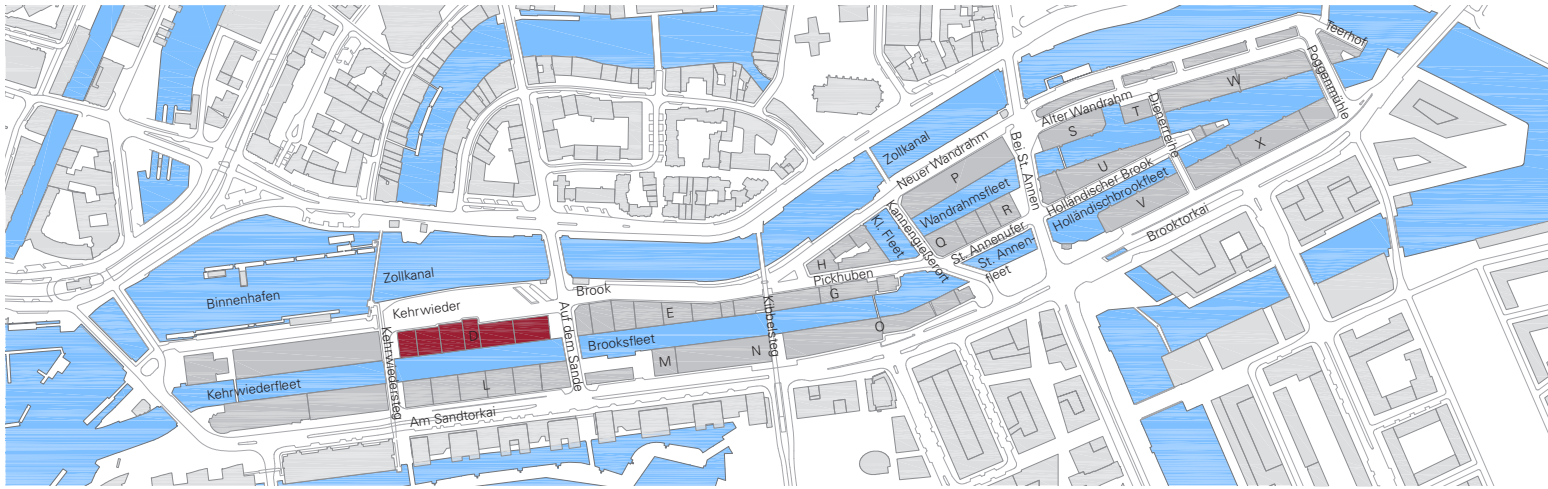 Teerhof
Poggenmühle
W
Alter Wandrahm
Dienerreihe
T
S
Zollkanal
Bei St. Annen
X
Neuer Wandrahm
U
P
Holländischer Brook
Wandrahmsfleet
Holländischbrookfleet
V
R
Kannengießerort
Kl. Fleet
Q
St. Annenufer
Brooktorkai
St. Annen-
fleet
H
Pickhuben
Zollkanal
Binnenhafen
Brook
G
Kehrwieder
E
Auf dem Sande
Kibbelsteg
O
D
Kehrwiedersteg
Brooksfleet
N
M
Kehrwiederfleet
L
Am Sandtorkai